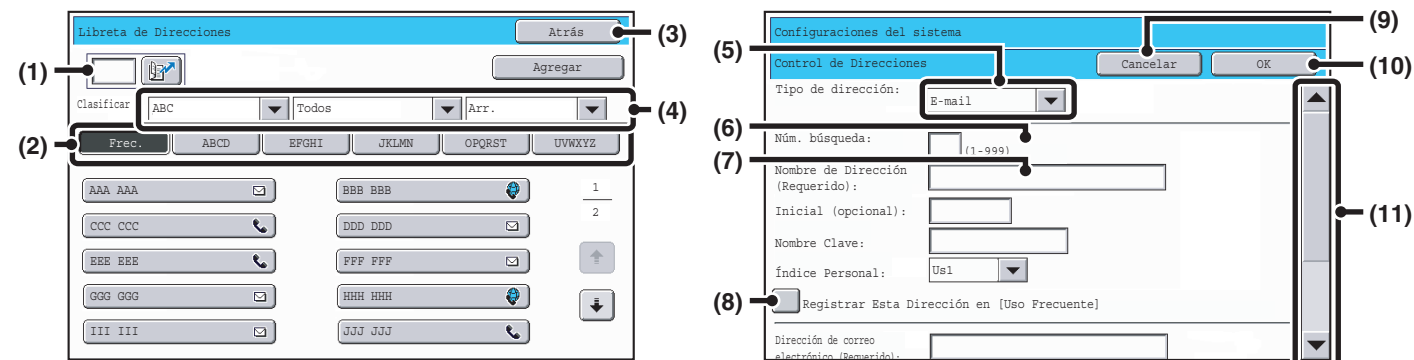 Libreta de Direcciones
Atrás
(3)
(1)
Agregar
Clasificar
ABC
Todos
Arr.
(4)
(2)
Frec.
ABCD
EFGHI
JKLMN
OPQRST
UVWXYZ
AAA AAA
BBB BBB
1
2
CCC CCC
DDD DDD
EEE EEE
FFF FFF
GGG GGG
HHH HHH
III III
JJJ JJJ
(9)
Configuraciones del sistema
(5)
Control de Direcciones
Cancelar
OK
(10)
Tipo de dirección:
E-mail
(6)
Núm. búsqueda:
(1-999)
(7)
Nombre de Dirección
(Requerido):
Inicial (opcional):
(11)
Nombre Clave:
Índice Personal:
Us1
(8)
Registrar Esta Dirección en [Uso Frecuente]
Dirección de correo
electrónico (Requerido):